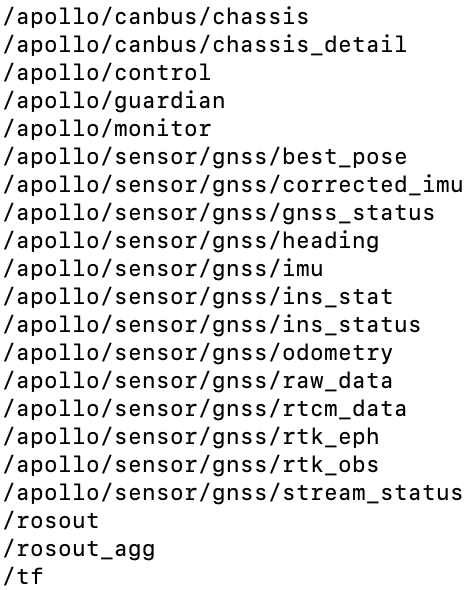 /apollo/canbus/chassis
/apollo/canbus/chassis_detail
/apollo/control
/apollo/guardian
/apollo/monitor
/apollo/sensor/gnss/best_pose
/apollo/sensor/gnss/corrected_imu
/apollo/sensor/gnss/gnss_status
/apollo/sensor/gnss/heading
/apollo/sensor/gnss/imu
/apollo/sensor/gnss/ins_stat
/apollo/sensor/gnss/ins_status
/apollo/sensor/gnss/odometry
/apollo/sensor/gnss/raw_data
/apollo/sensor/gnss/rtcm_data
/apollo/sensor/gnss/rtk_eph
/apollo/sensor/gnss/rtk_obs
/apollo/sensor/gnss/stream_status
/rosout
/rosout_agg
/tf